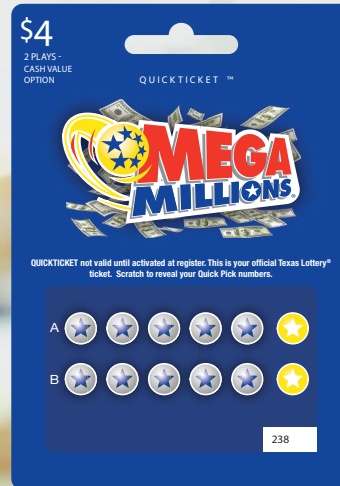 $4
2 PLAYS -
CASH VALUE
OPTION
QUICKTICKET ™
MEGA
MILLIONS®
QUICKTICKET not valid until activated at register. This is your official Texas Lottery®
ticket. Scratch to reveal your Quick Pick numbers.
A
B
238